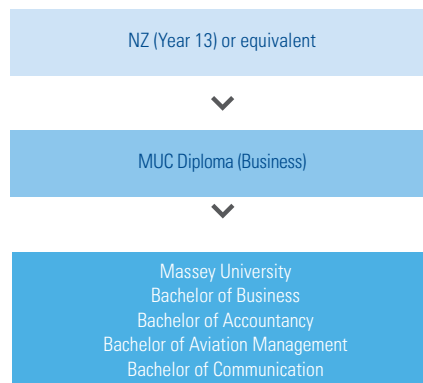 NZ (Year 13) or equivalent
MUC Diploma (Business)
Massey University
Bachelor of Business
Bachelor of Accountancy
Bachelor of Aviation Management
Bachelor of Communication